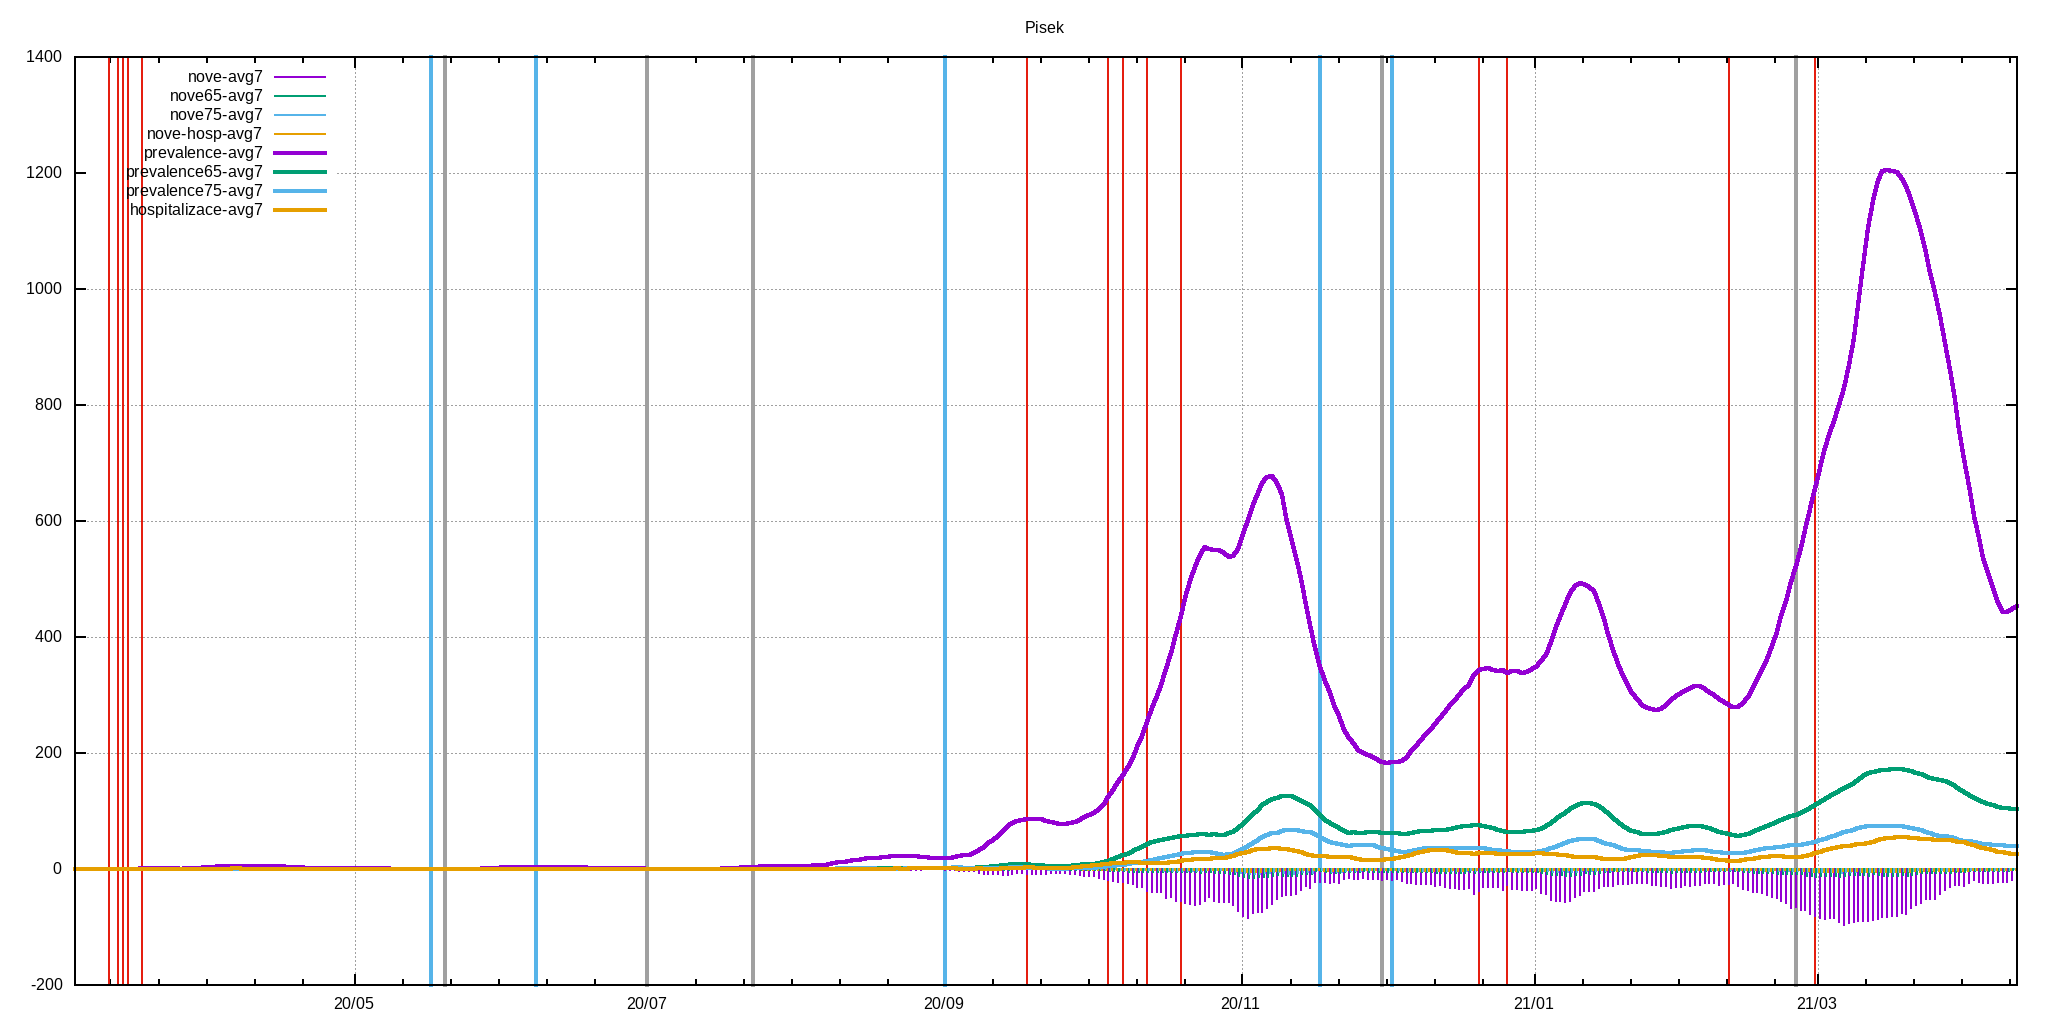 Pisek
1400
1200
1000
800
600
400
200
0
-200
nove-avg7
nove65-avg7
nove75-avg7
nove-hosp-avg7
prevalence-avg7
prevalence65-avg7
prevalence75-avg7
hospitalizace-avg7
20/05 20/07 20/09 20/11 21/01 21/03